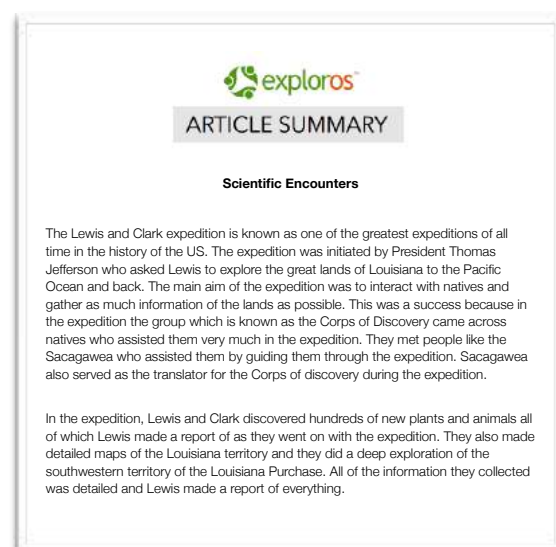 exploros™
ARTICLE SUMMARY
Scientific Encounters
The Lewis and Clark expedition is known as one of the greatest expeditions of all
time in the history of the US. The expedition was initiated by President Thomas
Jefferson who asked Lewis to explore the great lands of Louisiana to the Pacific
Ocean and back. The main aim of the expedition was to interact with natives and
gather as much information of the lands as possible. This was a success because in
the expedition the group which is known as the Corps of Discovery came across
natives who assisted them very much in the expedition. They met people like the
Sacagawea who assisted them by guiding them through the expedition. Sacagawea
also served as the translator for the Corps of discovery during the expedition.
In the expedition, Lewis and Clark discovered hundreds of new plants and animals all
of which Lewis made a report of as they went on with the expedition. They also made
detailed maps of the Louisiana territory and they did a deep exploration of the
southwestern territory of the Louisiana Purchase. All of the information they collected
was detailed and Lewis made a report of everything.